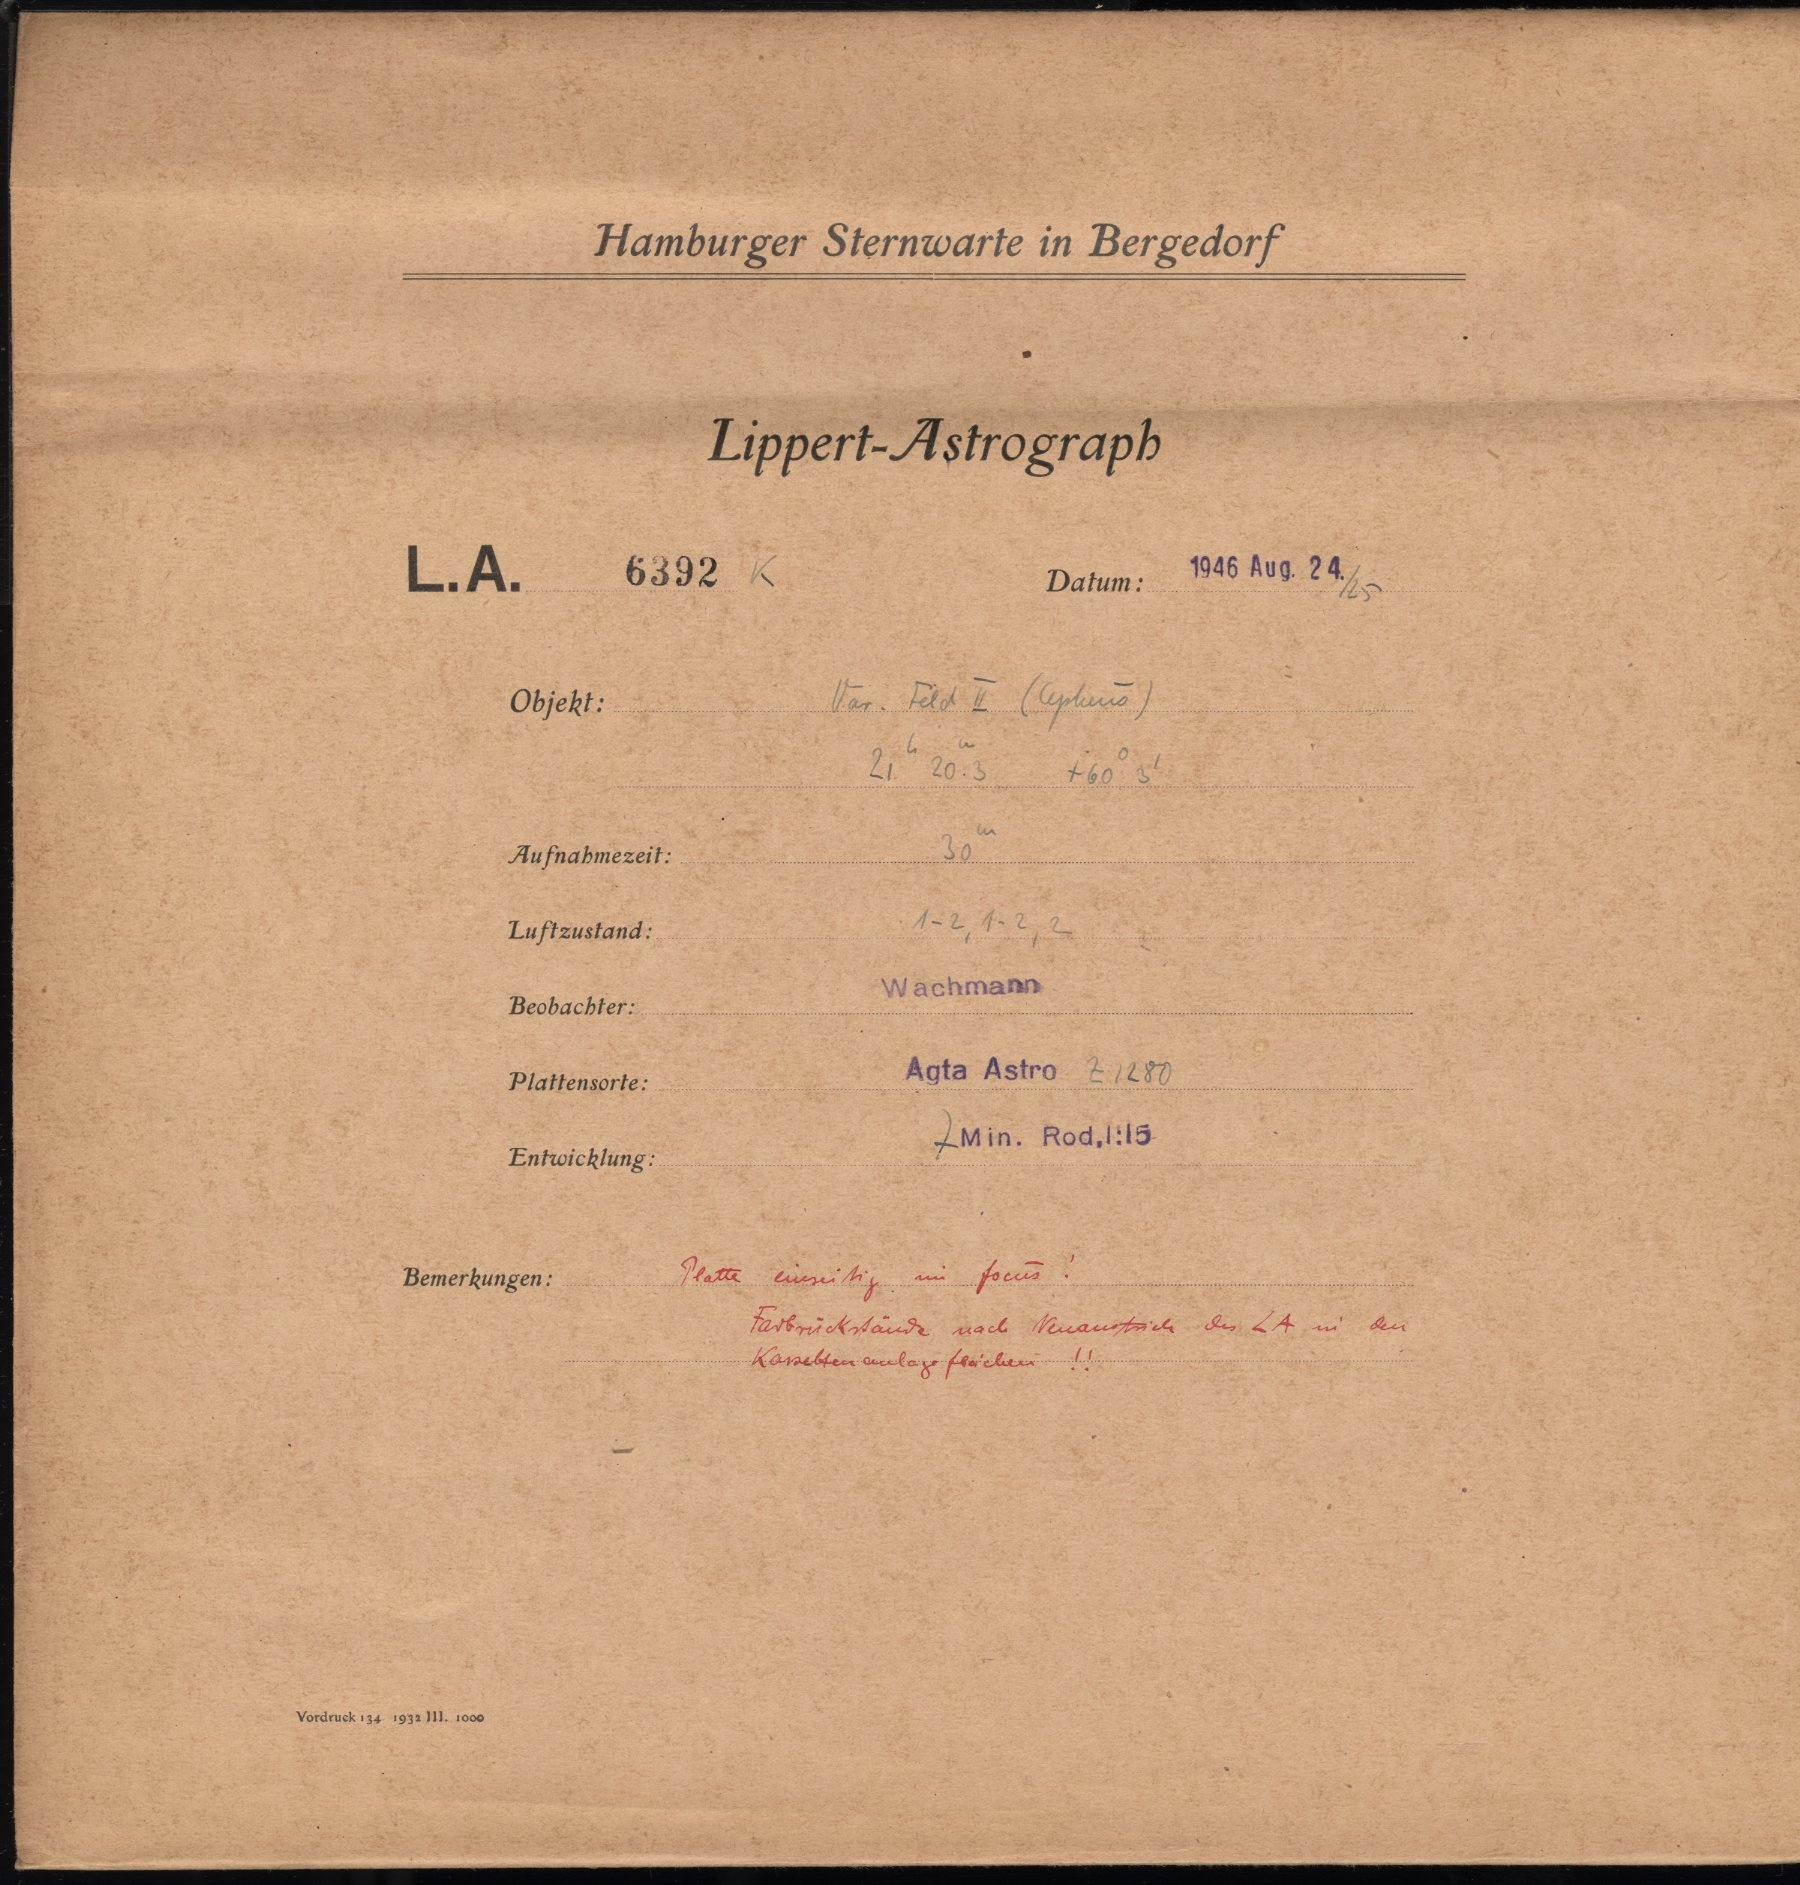 Hamburger Sternwarte in Bergedorf
Lippert-Astrograph
L.A. 6392 K Datum: 1946 Aug. 24./25
Objekt: Var. Feld II (Cepheus)
21h 20m.3 +60° 3'
Aufnahmezeit: 30m
Luftzustand: 1-2, 1-2, 2
Beobachter: Wachmann
Plattensorte: Agfa Astro Z 1280
Entwicklung: 7 Min. Rod, 1:15
Bemerkungen: Platte einseitig im focus!
Farbrückstände nach Neuanstrich des LA in den
Kassettenanlageflächen !!
Vordruck 134 1932 III. 1000